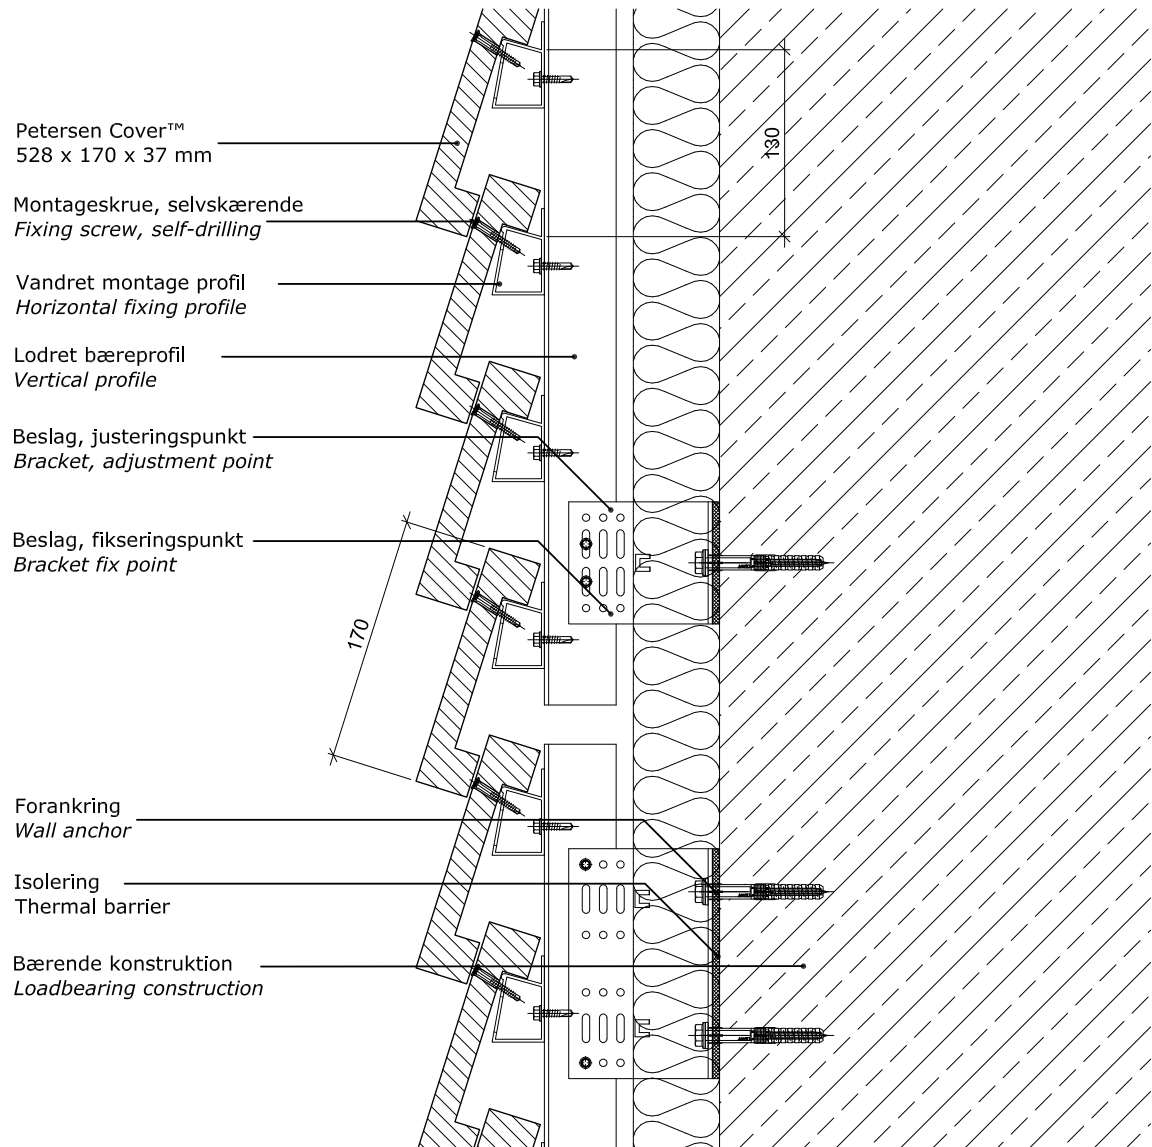 Petersen Cover™
528 x 170 x 37 mm
130
Montageskrue, selvskærende
Fixing screw, self-drilling
Vandret montage profil
Horizontal fixing profile
Lodret bæreprofil
Vertical profile
Beslag, justeringspunkt
Bracket, adjustment point
Beslag, fikseringspunkt
Bracket fix point
170
Forankring
Wall anchor
Isolering
Thermal barrier
Bærende konstruktion
Loadbearing construction